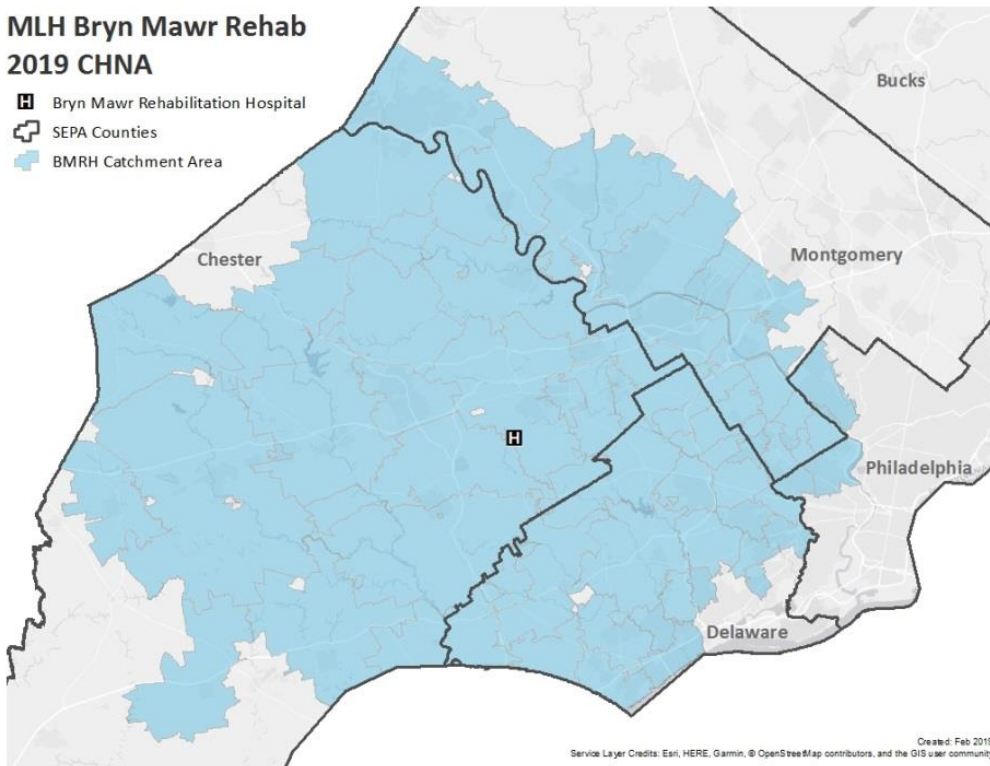 MLH Bryn Mawr Rehab
2019 CHNA
H Bryn Mawr Rehabilitation Hospital
SEPA Counties
BMRH Catchment Area
Bucks
Montgomery
Chester
H
Philadelphia
Delaware
Created: Feb 2019
Service Layer Credits: Esri, HERE, Garmin, © OpenStreetMap contributors, and the GIS user community